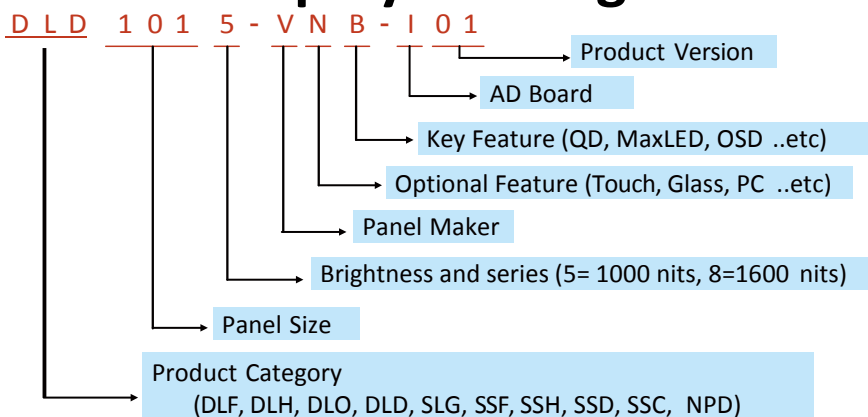 D L D 1 0 1 5 - V N B - I 0 1
Product Version
AD Board
Key Feature (QD, MaxLED, OSD ..etc)
Optional Feature (Touch, Glass, PC ..etc)
Panel Maker
Brightness and series (5= 1000 nits, 8=1600 nits)
Panel Size
Product Category
(DLF, DLH, DLO, DLD, SLG, SSF, SSH, SSD, SSC, NPD)